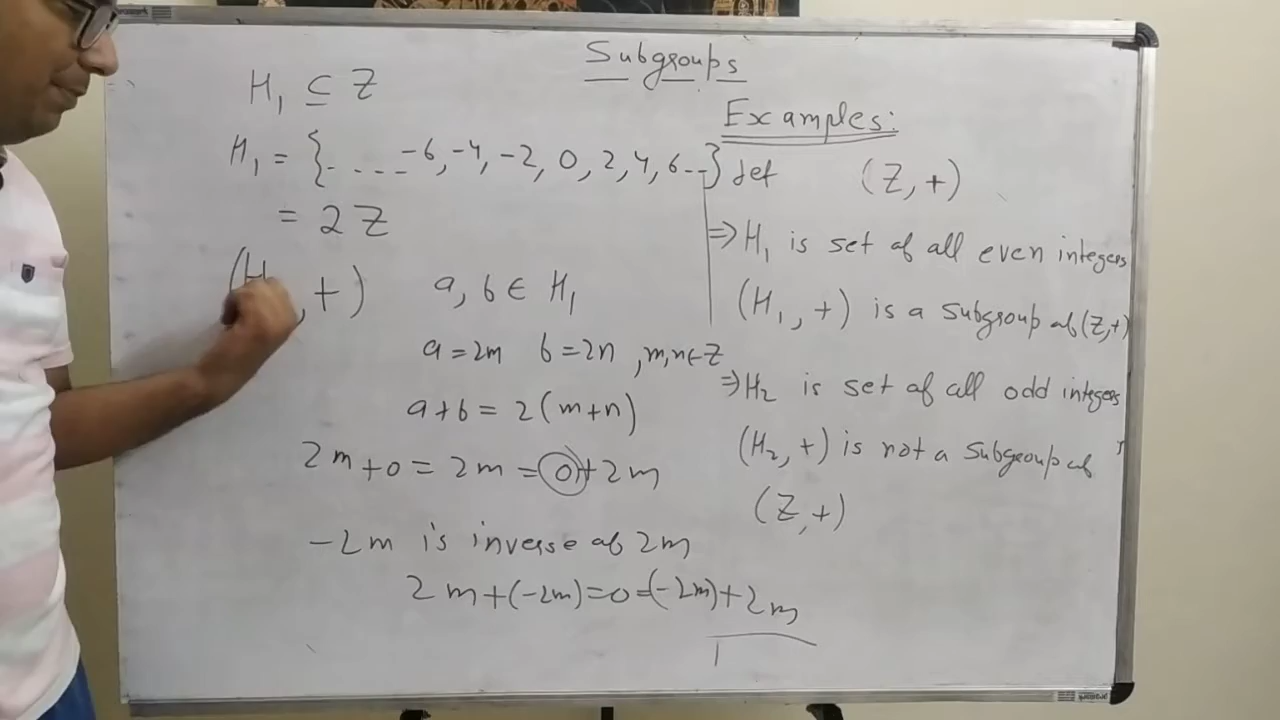 Subgroups
H₁ ⊆ Z
H₁ = {. ... -6, -4, -2, 0, 2, 4, 6--}
= 2Z
(H , +) a, b ∈ H₁
a = 2m b = 2n , m, n ∈ Z
a + b = 2(m+n)
2m + 0 = 2m = 0 + 2m
-2m is inverse of 2m
2m + (-2m) = 0 = (-2m) + 2m
Examples:
(Z, +)
⇒ H₁ is set of all even integers
(H₁, +) is a subgroup of (Z, +)
⇒ H₂ is set of all odd integers
(H₂, +) is not a subgroup of
(Z, +)